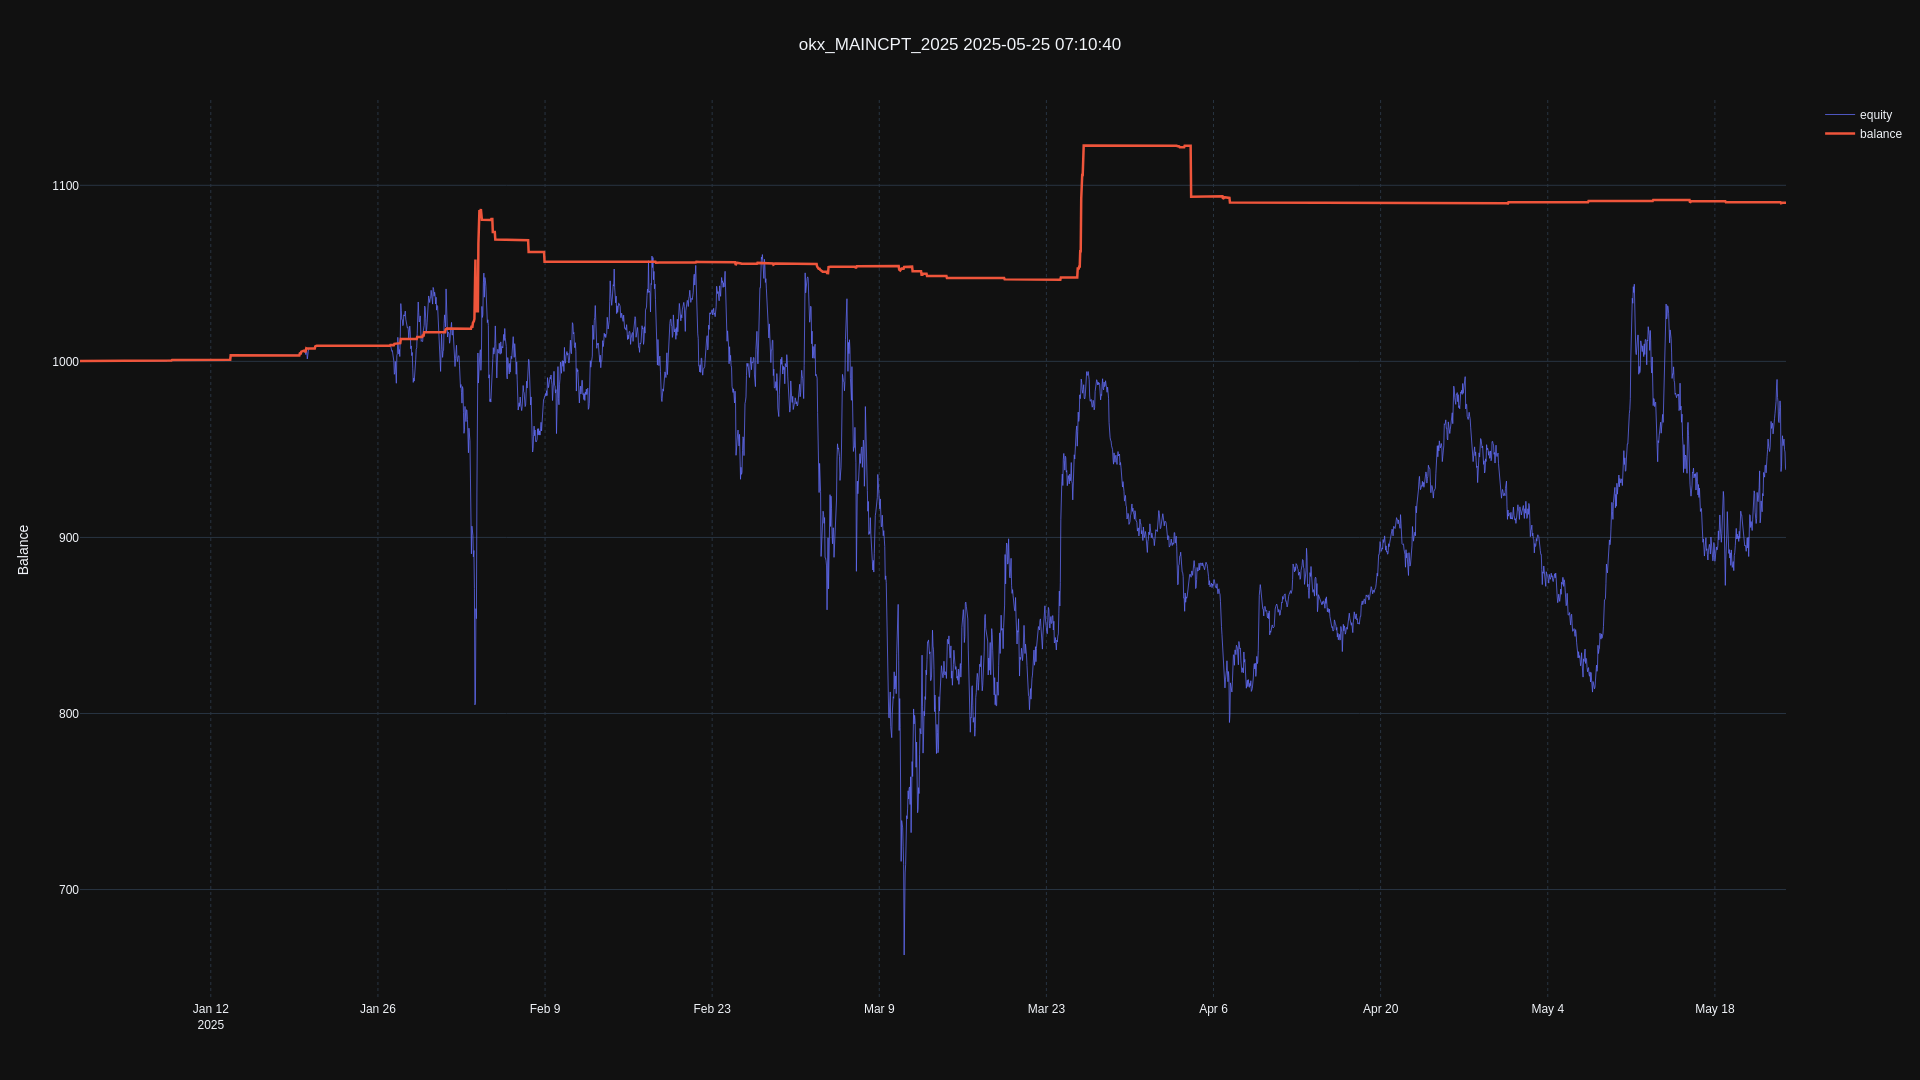 okx_MAINCPT_2025 2025-05-25 07:10:40
equity
balance
Balance
1100
1000
900
800
700
Jan 12
2025
Jan 26
Feb 9
Feb 23
Mar 9
Mar 23
Apr 6
Apr 20
May 4
May 18